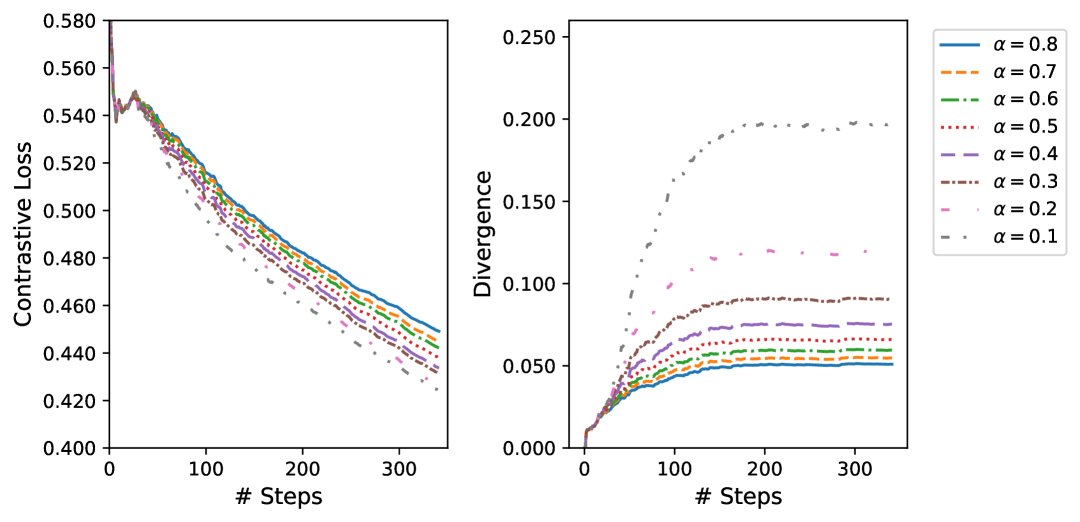 0.580
0.560
0.540
0.520
0.500
0.480
0.460
0.440
0.420
0.400
Contrastive Loss
0 100 200 300
# Steps
0.250
0.200
0.150
0.100
0.050
0.000
Divergence
0 100 200 300
# Steps
α = 0.8
α = 0.7
α = 0.6
α = 0.5
α = 0.4
α = 0.3
α = 0.2
α = 0.1